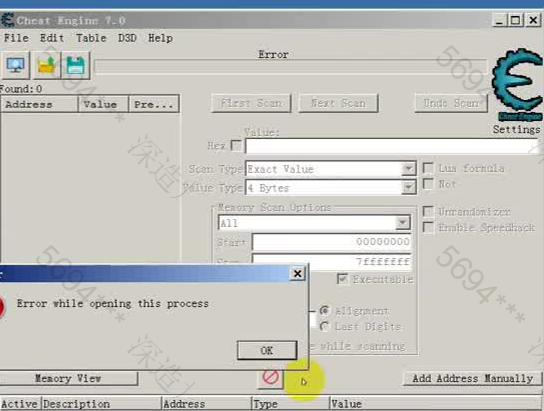 Cheat Engine 7.0
File Edit Table D3D Help
Error
Found:0
Address Value Pre...
First Scan Next Scan Undo Scan
Cheat Engine
Settings
Value:
Hex
Scan Type Exact Value
Lua formula
Value Type 4 Bytes
Not
Memory Scan Options
All
Unrandomizer
Enable Speedhack
Start 00000000
Stop 7fffffff
Executable
Error while opening this process
Alignment
Last Digits
while scanning
OK
Memory View
Add Address Manually
Active Description Address Type Value
5694***
深造)
5694***
5694***
深造)
5694***
深造)